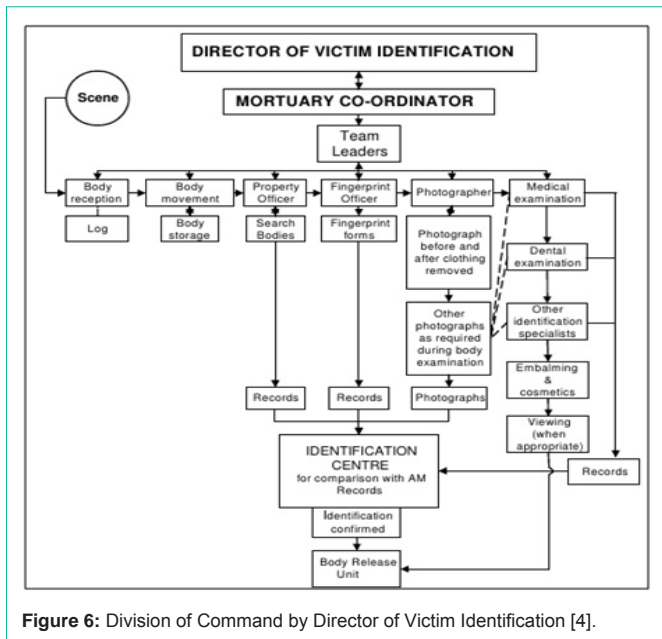 DIRECTOR OF VICTIM IDENTIFICATION
Scene
MORTUARY CO-ORDINATOR
Team
Leaders
Body
reception
Body
movement
Property
Officer
Fingerprint
Officer
Photographer
Medical
examination
Log
Body
storage
Search
Bodies
Fingerprint
forms
Photograph
before and
after clothing
removed
Dental
examination
Other
photographs
as required
during body
examination
Other
identification
specialists
Embalming
& cosmetics
Records
Records
Photographs
Viewing
(when
appropriate)
IDENTIFICATION
CENTRE
for comparison with AM
Records
Records
Identification
confirmed
Body Release
Unit
Figure 6: Division of Command by Director of Victim Identification [4].